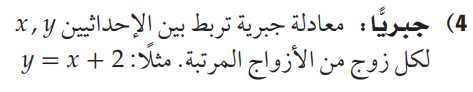 4) جبريًّا: معادلة جبرية تربط بين الإحداثيين x , y
لكل زوج من الأزواج المرتبة. مثلًا: y = x + 2